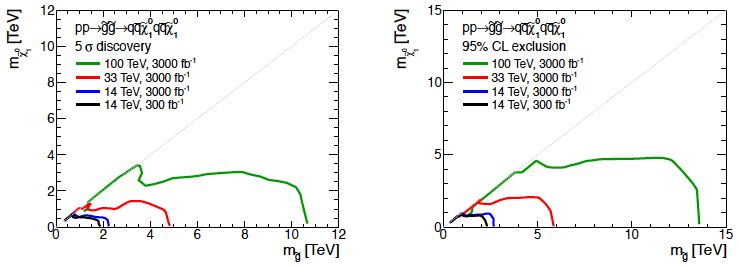 m_χ̃₁⁰ [TeV]
12
10
8
6
4
2
0
pp→g̃g̃→qq̄χ̃₁⁰qq̄χ̃₁⁰
5 σ discovery
100 TeV, 3000 fb⁻¹
33 TeV, 3000 fb⁻¹
14 TeV, 3000 fb⁻¹
14 TeV, 300 fb⁻¹
0 2 4 6 8 10 12
m_g̃ [TeV]
m_χ̃₁⁰ [TeV]
15
10
5
0
pp→g̃g̃→qq̄χ̃₁⁰qq̄χ̃₁⁰
95% CL exclusion
100 TeV, 3000 fb⁻¹
33 TeV, 3000 fb⁻¹
14 TeV, 3000 fb⁻¹
14 TeV, 300 fb⁻¹
0 5 10 15
m_g̃ [TeV]